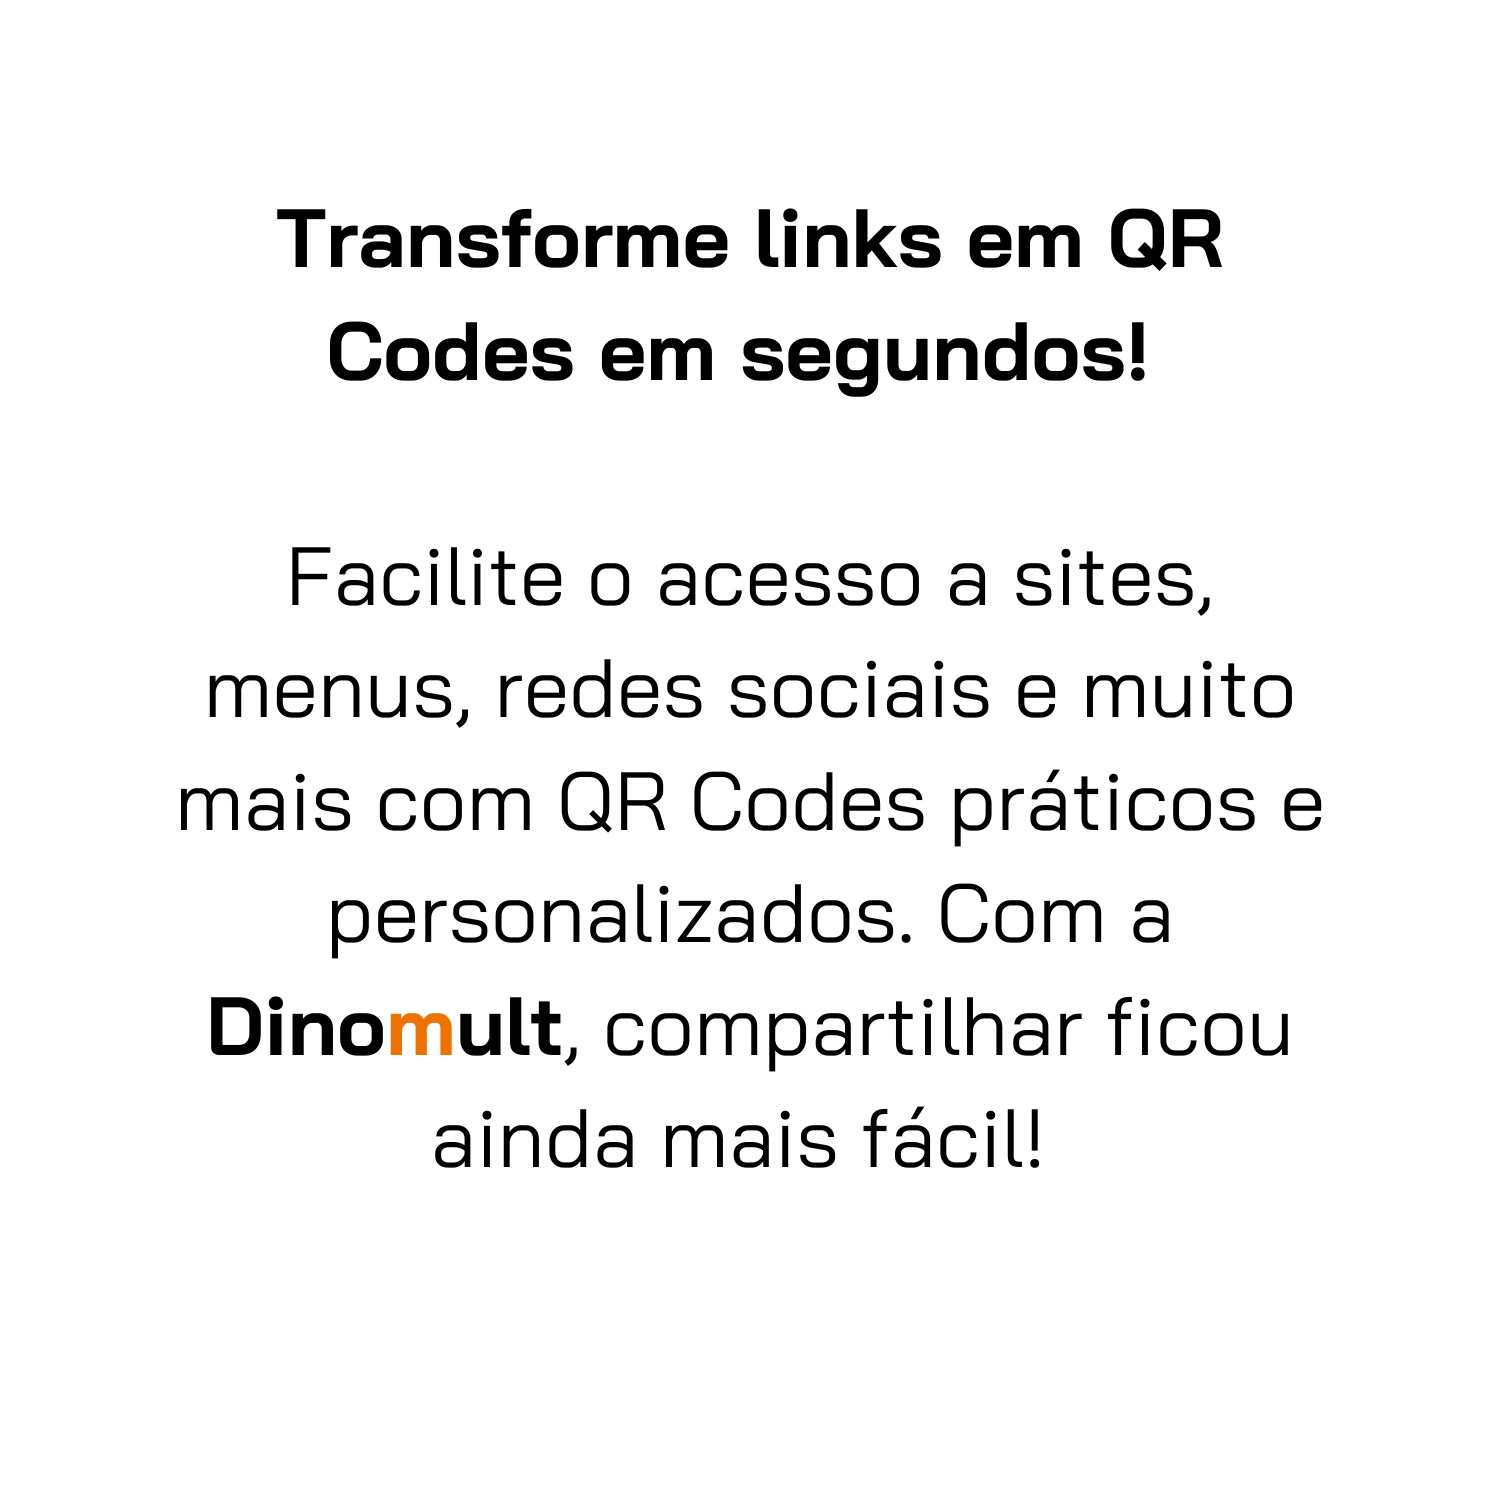 Transforme links em QR
Codes em segundos!
Facilite o acesso a sites,
menus, redes sociais e muito
mais com QR Codes práticos e
personalizados. Com a
Dinomult, compartilhar ficou
ainda mais fácil!